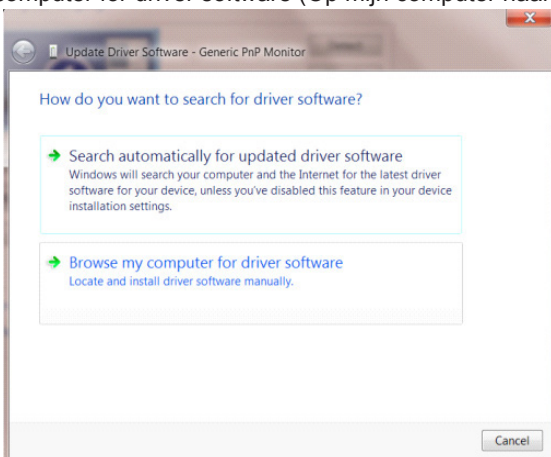 computer for driver software (Op mijn computer naar
Update Driver Software - Generic PnP Monitor
How do you want to search for driver software?
Search automatically for updated driver software
Windows will search your computer and the Internet for the latest driver
software for your device, unless you've disabled this feature in your device
installation settings.
Browse my computer for driver software
Locate and install driver software manually.
Cancel